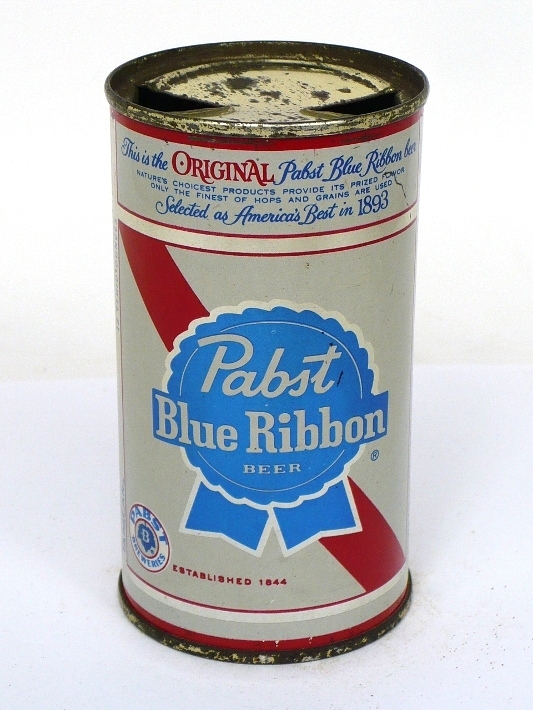 This is the ORIGINAL Pabst Blue Ribbon beer
NATURE'S CHOICEST PRODUCTS PROVIDE ITS PRIZED FLAVOR
ONLY THE FINEST OF HOPS AND GRAINS ARE USED
Selected as America's Best in 1893
Pabst
Blue Ribbon
BEER
®
PABST
B
BREWERIES
ESTABLISHED 1844